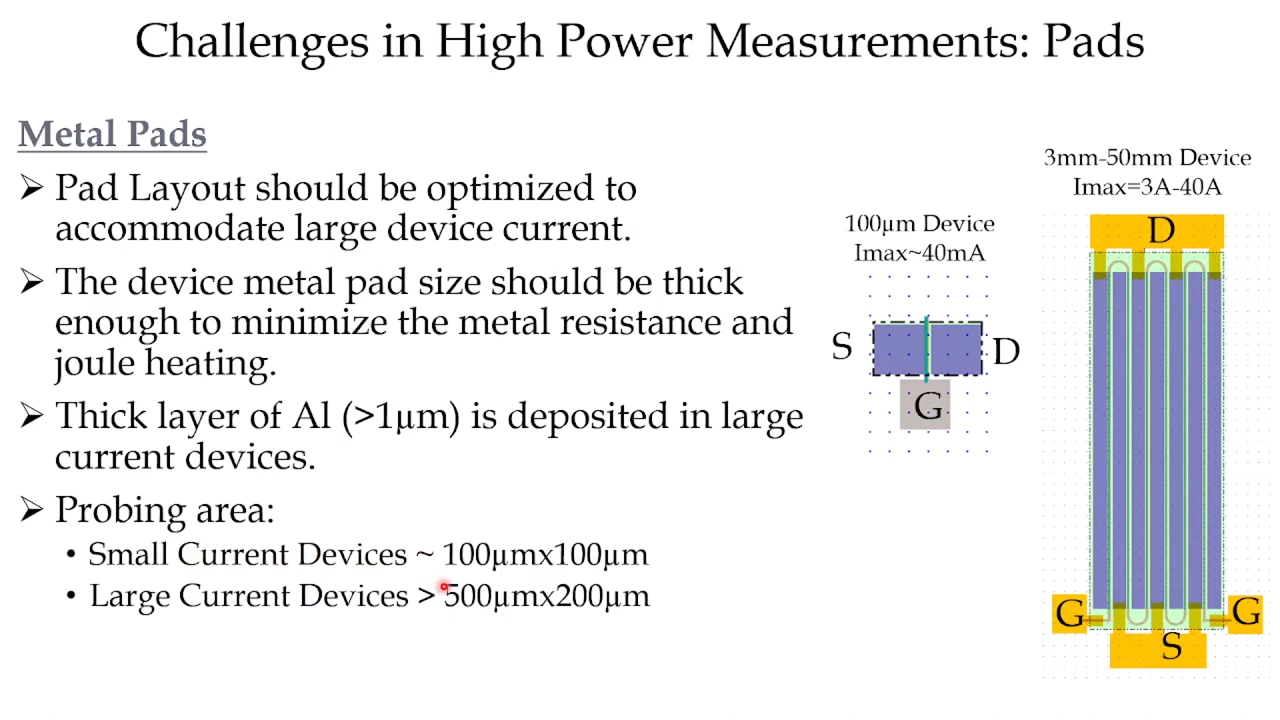 Challenges in High Power Measurements: Pads
Metal Pads
Pad Layout should be optimized to
accommodate large device current.
The device metal pad size should be thick
enough to minimize the metal resistance and
joule heating.
Thick layer of Al (>1µm) is deposited in large
current devices.
Probing area:
• Small Current Devices ~ 100µmx100µm
• Large Current Devices > 500µmx200µm
100µm Device
Imax~40mA
S
D
G
3mm-50mm Device
Imax=3A-40A
D
G
G
S